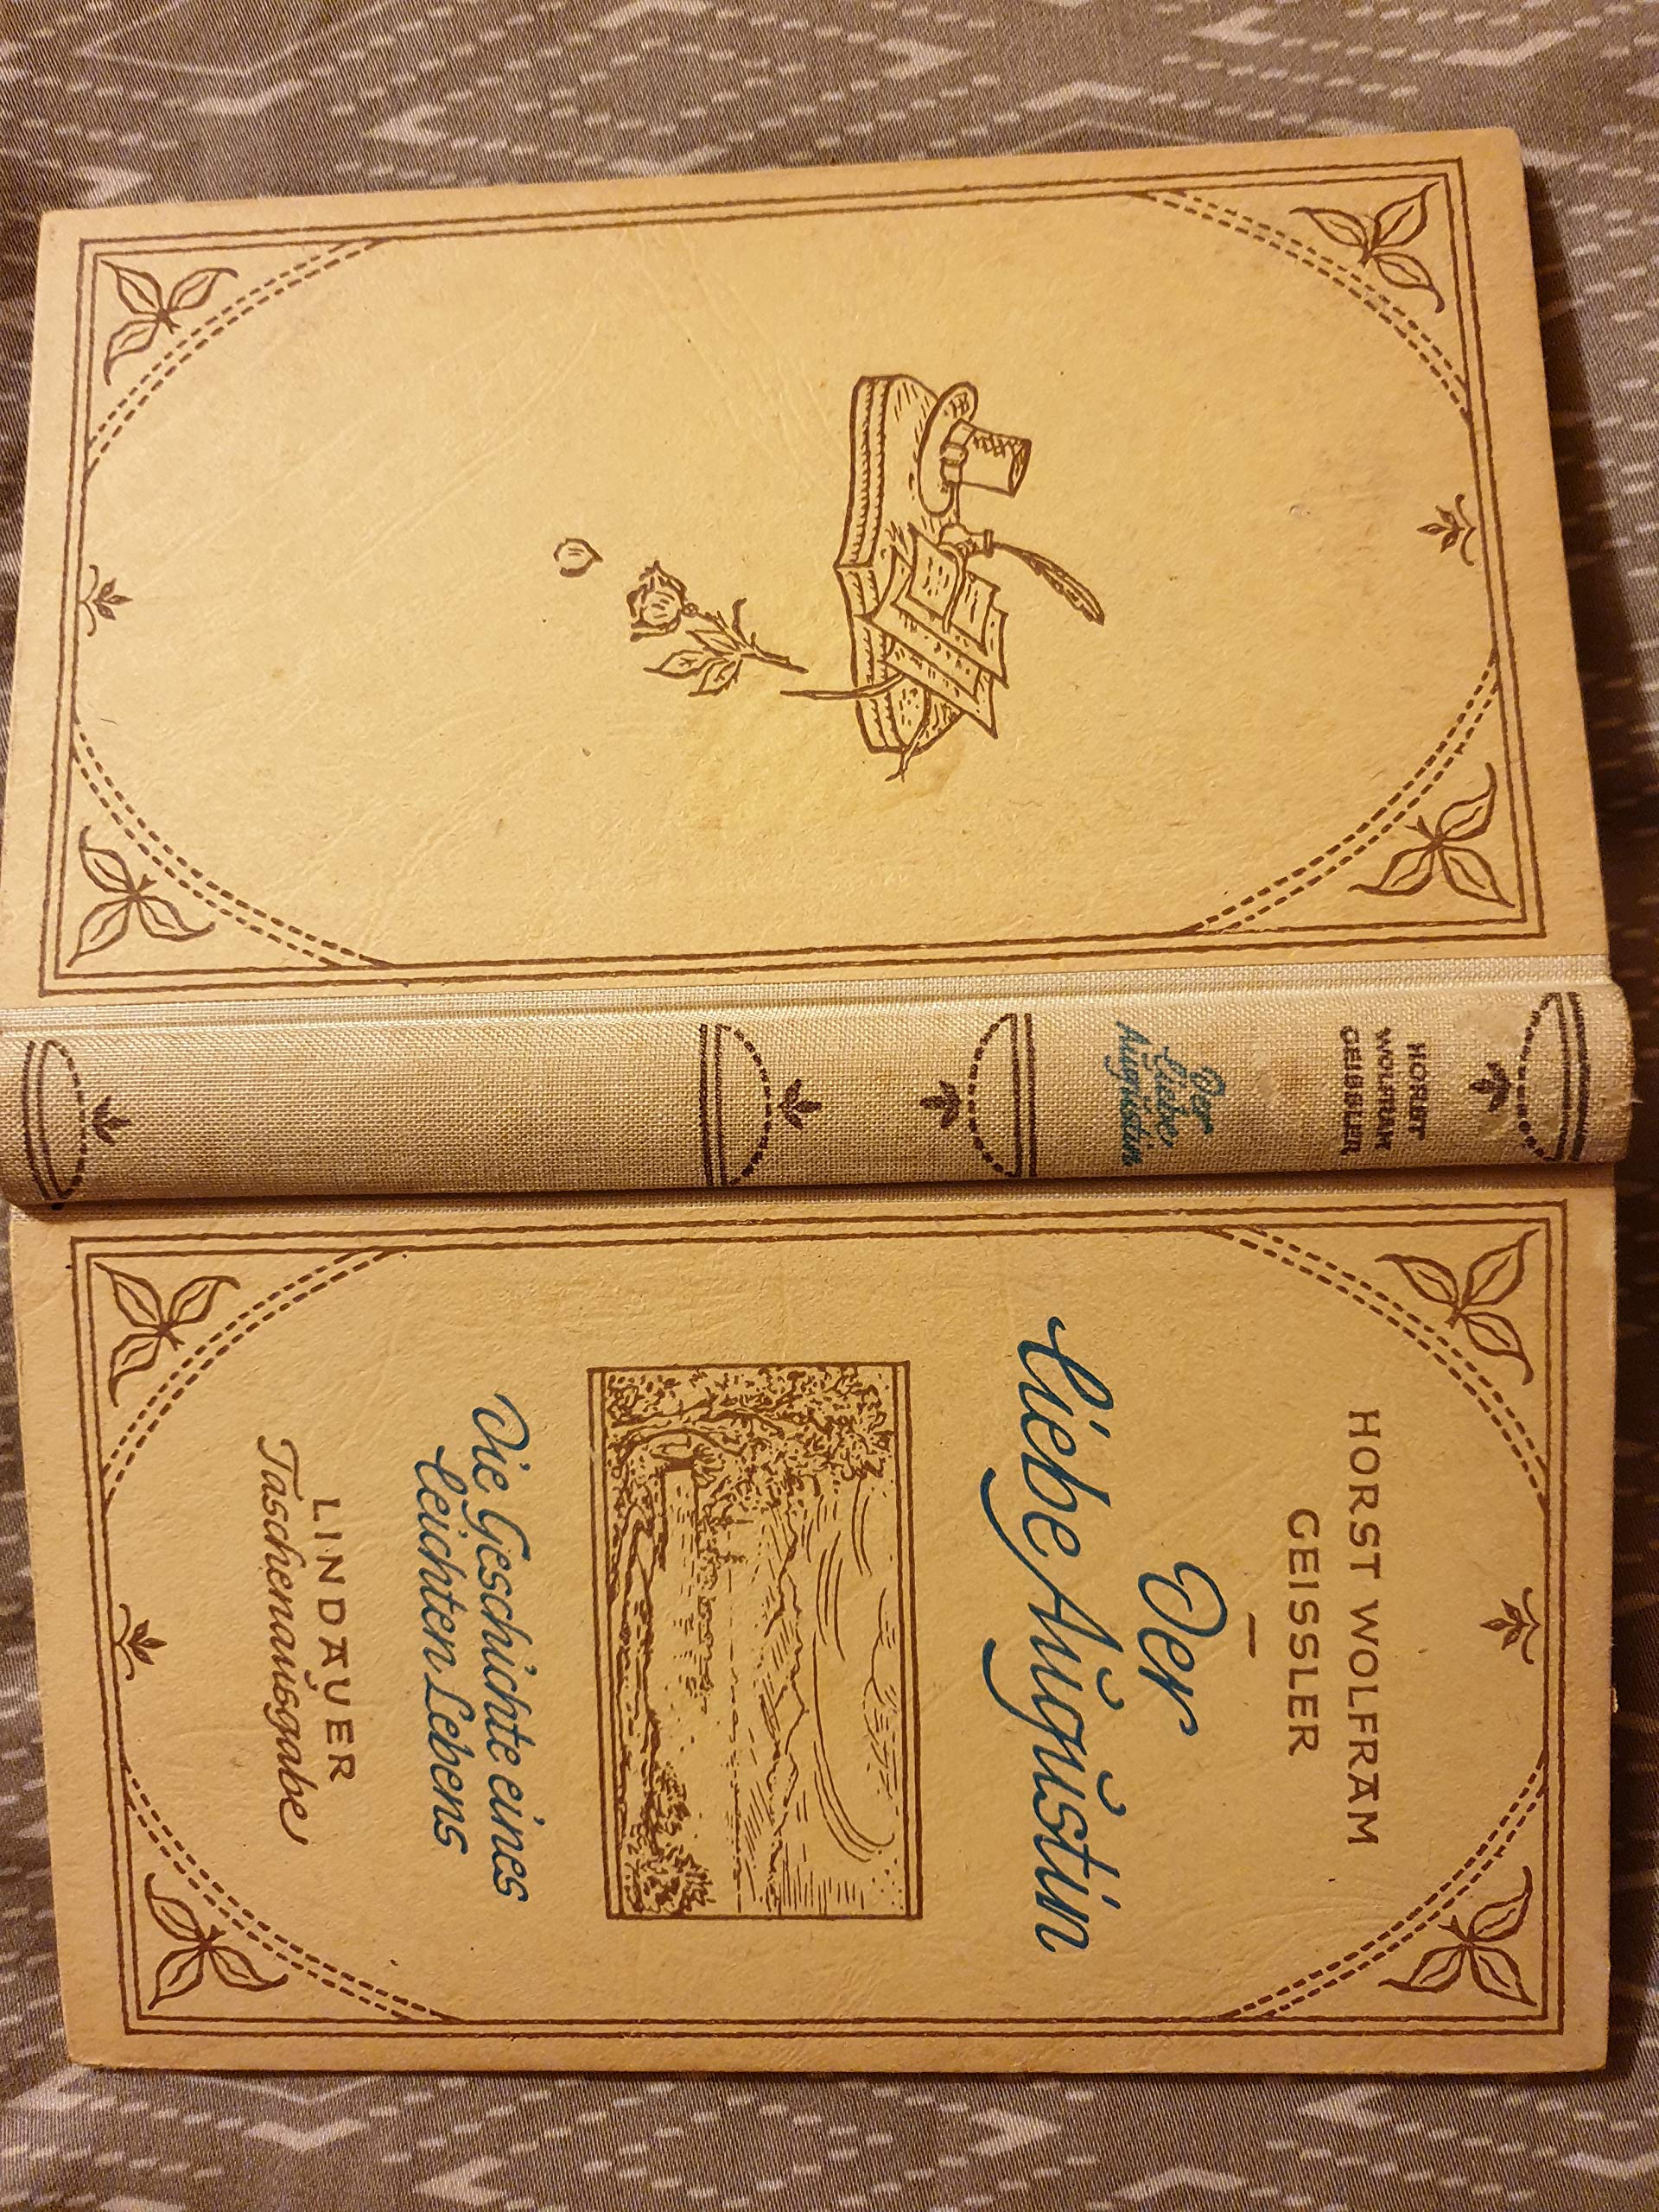 HORST WOLFRAM
GEISSLER
–
Der
liebe Augustin
Die Geschichte eines
leichten Lebens
LINDAUER
Taschenausgabe
HORST
WOLFRAM
GEISSLER
Der
liebe
Augustin